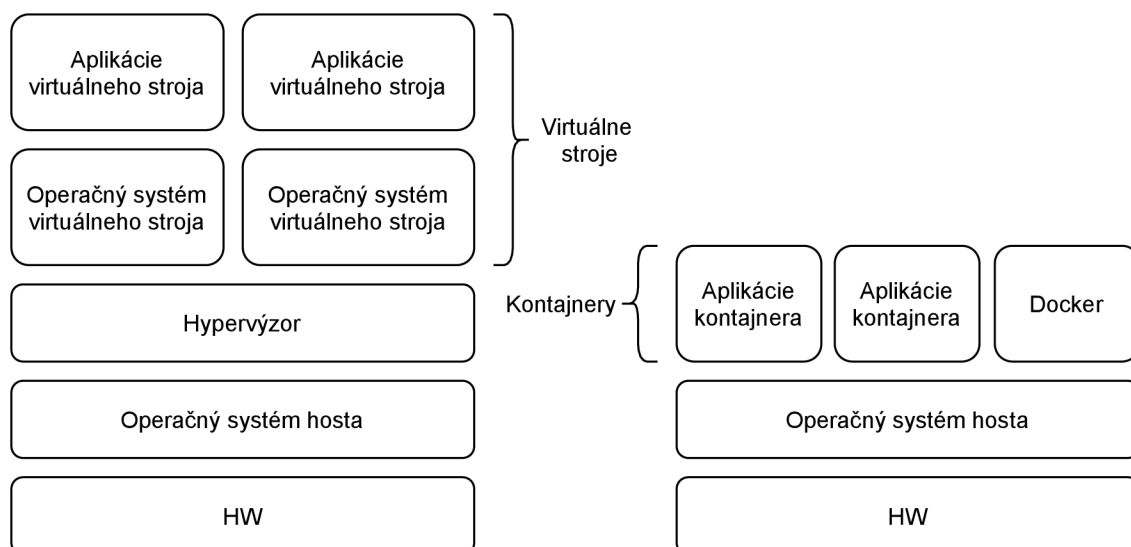 Aplikácie
virtuálneho stroja
Aplikácie
virtuálneho stroja
Virtuálne
stroje
Operačný systém
virtuálneho stroja
Operačný systém
virtuálneho stroja
Hypervýzor
Operačný systém hosta
HW
Kontajnery
Aplikácie
kontajnera
Aplikácie
kontajnera
Docker
Operačný systém hosta
HW